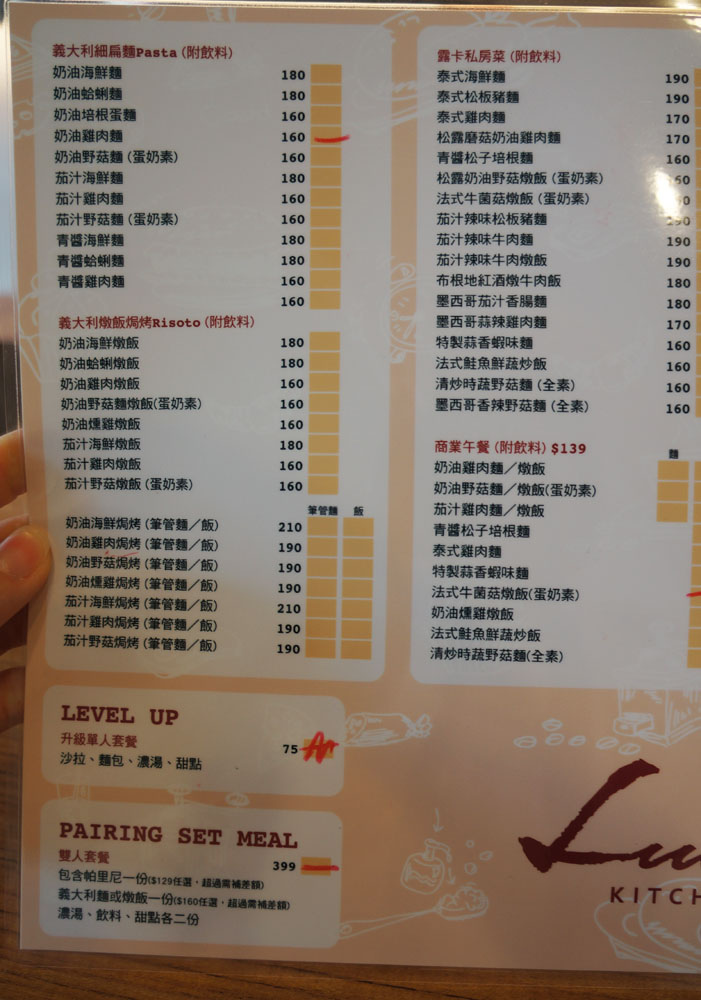 義大利細扁麵Pasta (附飲料)
奶油海鮮麵 180
奶油蛤蜊麵 180
奶油培根蛋麵 160
奶油雞肉麵 160
奶油野菇麵 (蛋奶素) 160
茄汁海鮮麵 180
茄汁雞肉麵 160
茄汁野菇麵 (蛋奶素) 160
青醬海鮮麵 180
青醬蛤蜊麵 180
青醬雞肉麵 160
160
義大利燉飯焗烤Risoto (附飲料)
奶油海鮮燉飯 180
奶油蛤蜊燉飯 180
奶油雞肉燉飯 160
奶油野菇麵燉飯(蛋奶素) 160
奶油燻雞燉飯 160
茄汁海鮮燉飯 180
茄汁雞肉燉飯 160
茄汁野菇燉飯 (蛋奶素) 160
筆管麵 飯
奶油海鮮焗烤 (筆管麵／飯) 210
奶油雞肉焗烤 (筆管麵／飯) 190
奶油野菇焗烤 (筆管麵／飯) 190
奶油燻雞焗烤 (筆管麵／飯) 190
茄汁海鮮焗烤 (筆管麵／飯) 210
茄汁雞肉焗烤 (筆管麵／飯) 190
茄汁野菇焗烤 (筆管麵／飯) 190
LEVEL UP
升級單人套餐
沙拉、麵包、濃湯、甜點 75
PAIRING SET MEAL
雙人套餐 399
包含帕里尼一份($129任選，超過需補差額)
義大利麵或燉飯一份($160任選，超過需補差額)
濃湯、飲料、甜點各二份
露卡私房菜 (附飲料)
泰式海鮮麵 190
泰式松板豬麵 190
泰式雞肉麵 170
松露磨菇奶油雞肉麵 170
青醬松子培根麵 160
松露奶油野菇燉飯 (蛋奶素)
法式牛菌菇燉飯 (蛋奶素)
茄汁辣味松板豬麵 190
茄汁辣味牛肉麵 190
茄汁辣味牛肉燉飯 190
布根地紅酒燉牛肉飯 180
墨西哥茄汁香腸麵 180
墨西哥蒜辣雞肉麵 170
特製蒜香蝦味麵 160
法式鮭魚鮮蔬炒飯 160
清炒時蔬野菇麵 (全素) 160
墨西哥香辣野菇麵 (全素) 160
商業午餐 (附飲料) $139
麵
奶油雞肉麵／燉飯
奶油野菇麵／燉飯(蛋奶素)
茄汁雞肉麵／燉飯
青醬松子培根麵
泰式雞肉麵
特製蒜香蝦味麵
法式牛菌菇燉飯(蛋奶素)
奶油燻雞燉飯
法式鮭魚鮮蔬炒飯
清炒時蔬野菇麵(全素)
Lu
KITCH